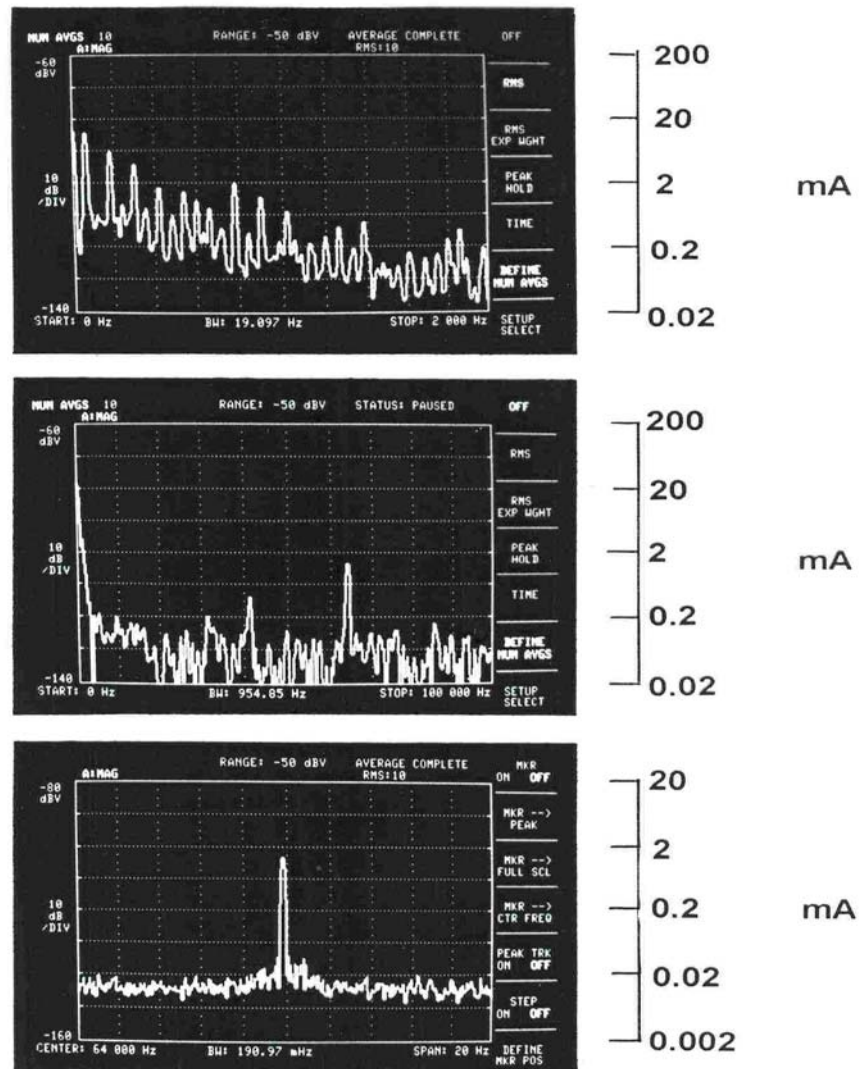 NUM AVGS 10 RANGE: -50 dBV AVERAGE COMPLETE OFF
A:MAG RMS:10
-60
dBV
10
dB
/DIV
-140
START: 0 Hz BW: 19.097 Hz STOP: 2 000 Hz
RMS
RMS
EXP WGHT
PEAK
HOLD
TIME
DEFINE
NUM AVGS
SETUP
SELECT
200
20
2
0.2
0.02
mA
NUM AVGS 10 RANGE: -50 dBV STATUS: PAUSED OFF
A:MAG
-60
dBV
10
dB
/DIV
-140
START: 0 Hz BW: 954.85 Hz STOP: 100 000 Hz
RMS
RMS
EXP WGHT
PEAK
HOLD
TIME
DEFINE
NUM AVGS
SETUP
SELECT
200
20
2
0.2
0.02
mA
RANGE: -50 dBV AVERAGE COMPLETE MKR
A:MAG RMS:10 ON OFF
-80
dBV
10
dB
/DIV
-160
CENTER: 64 000 Hz BW: 190.97 mHz SPAN: 20 Hz
MKR -->
PEAK
MKR -->
FULL SCL
MKR -->
CTR FREQ
PEAK TRK
ON OFF
STEP
ON OFF
DEFINE
MKR POS
20
2
0.2
0.02
0.002
mA